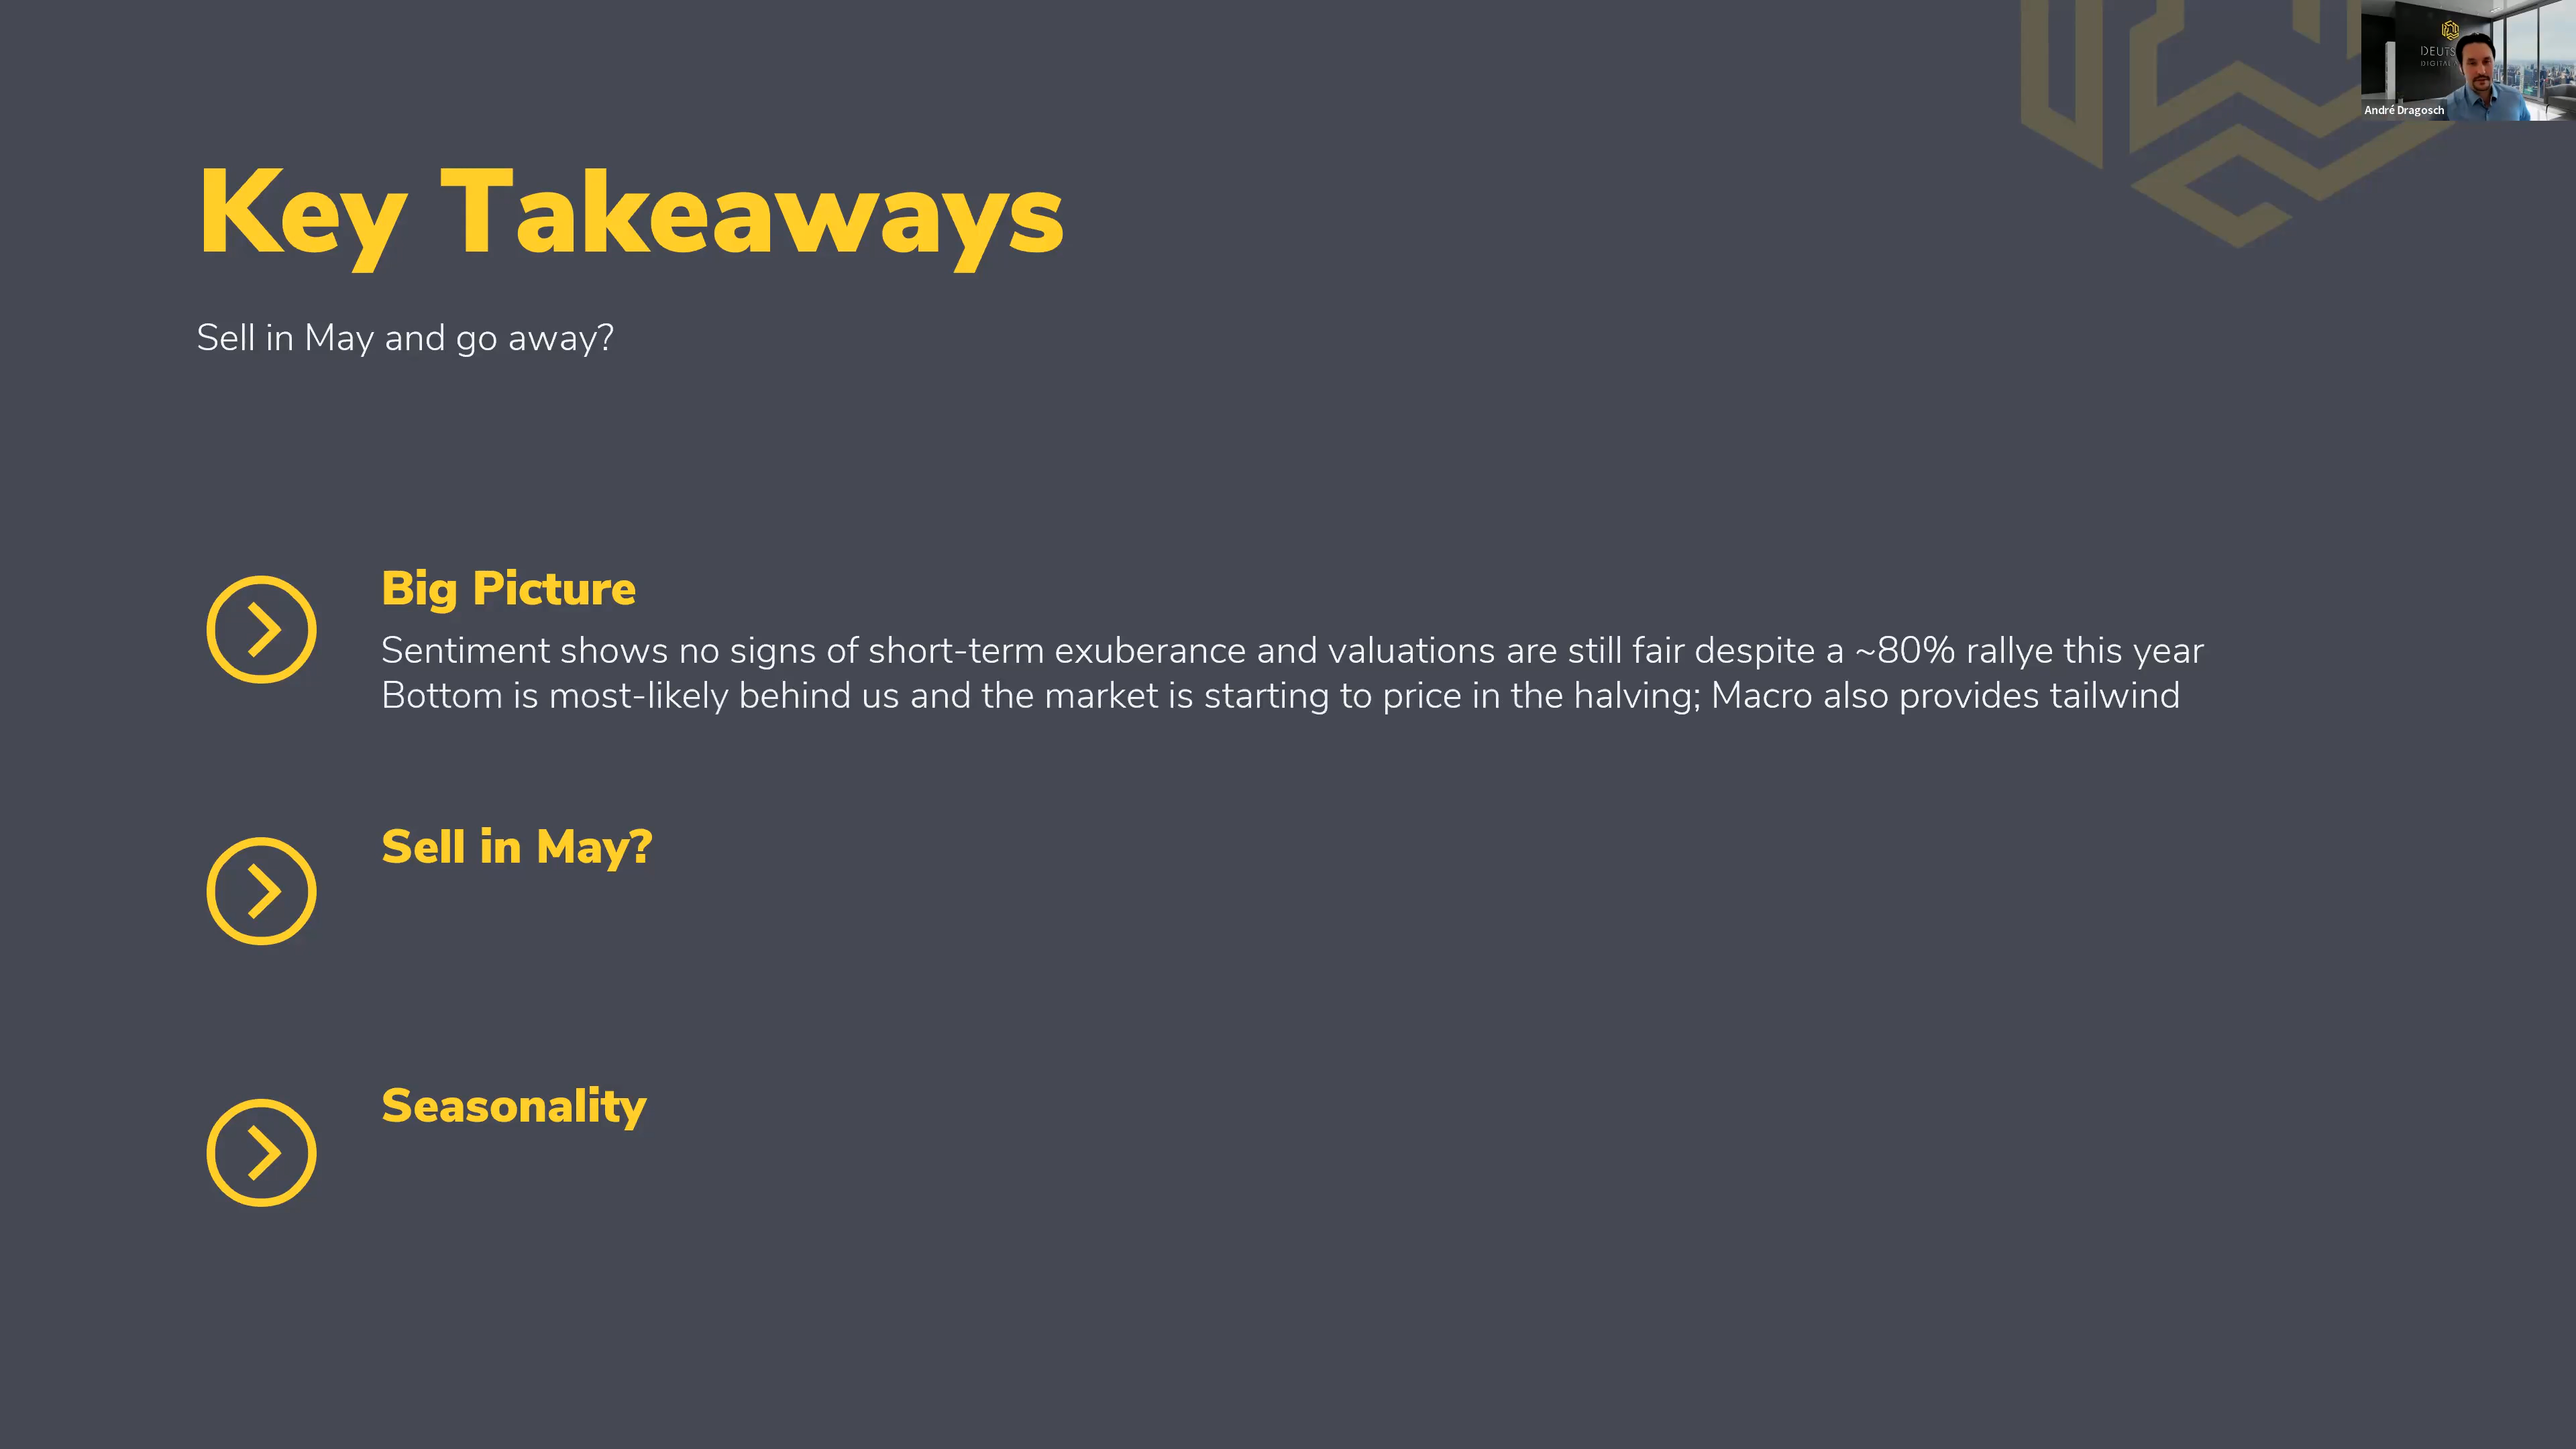 DEUTS
DIGITAL
André Dragosch
Key Takeaways
Sell in May and go away?
Big Picture
Sentiment shows no signs of short-term exuberance and valuations are still fair despite a ~80% rallye this year
Bottom is most-likely behind us and the market is starting to price in the halving; Macro also provides tailwind
Sell in May?
Seasonality